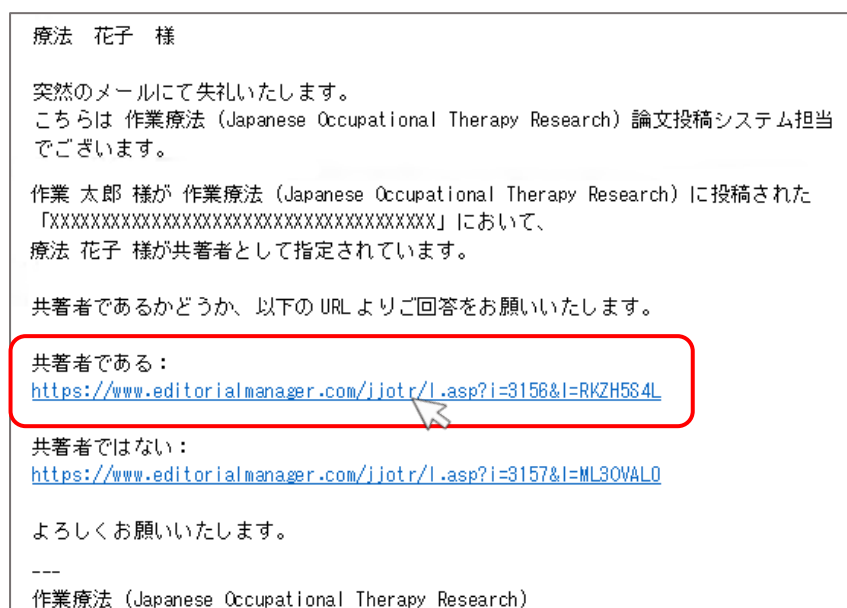 療法 花子 様
突然のメールにて失礼いたします。
こちらは 作業療法 (Japanese Occupational Therapy Research) 論文投稿システム担当
でございます。
作業 太郎 様が 作業療法 (Japanese Occupational Therapy Research) に投稿された
「XXXXXXXXXXXXXXXXXXXXXXXXXXXXXXXXXXXXXX」において、
療法 花子 様が共著者として指定されています。
共著者であるかどうか、以下の URL よりご回答をお願いいたします。
共著者である：
https://www.editorialmanager.com/jjotr/l.asp?i=3156&l=RKZH5S4L
共著者ではない：
https://www.editorialmanager.com/jjotr/l.asp?i=3157&l=ML3OVALO
よろしくお願いいたします。
---
作業療法 (Japanese Occupational Therapy Research)